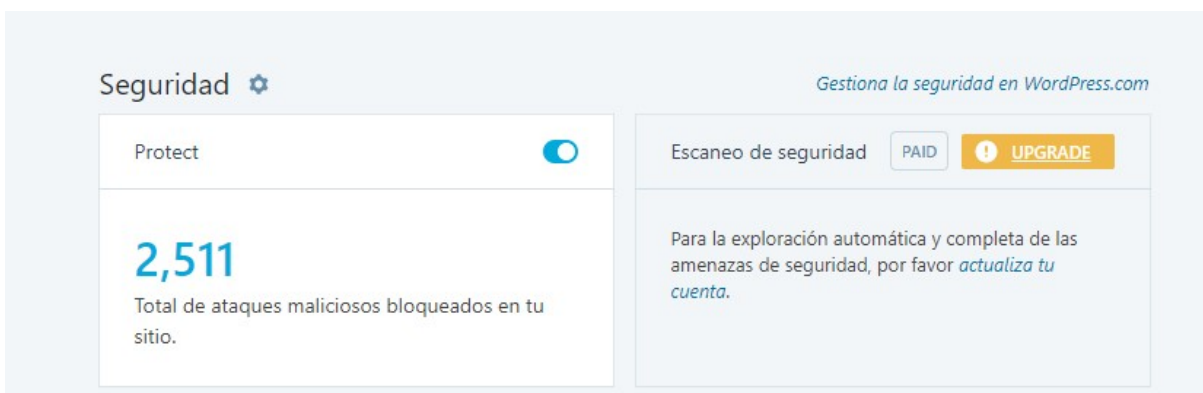 Seguridad
Gestiona la seguridad en WordPress.com
Protect
Escaneo de seguridad PAID ! UPGRADE
2,511
Total de ataques maliciosos bloqueados en tu
sitio.
Para la exploración automática y completa de las
amenazas de seguridad, por favor actualiza tu
cuenta.